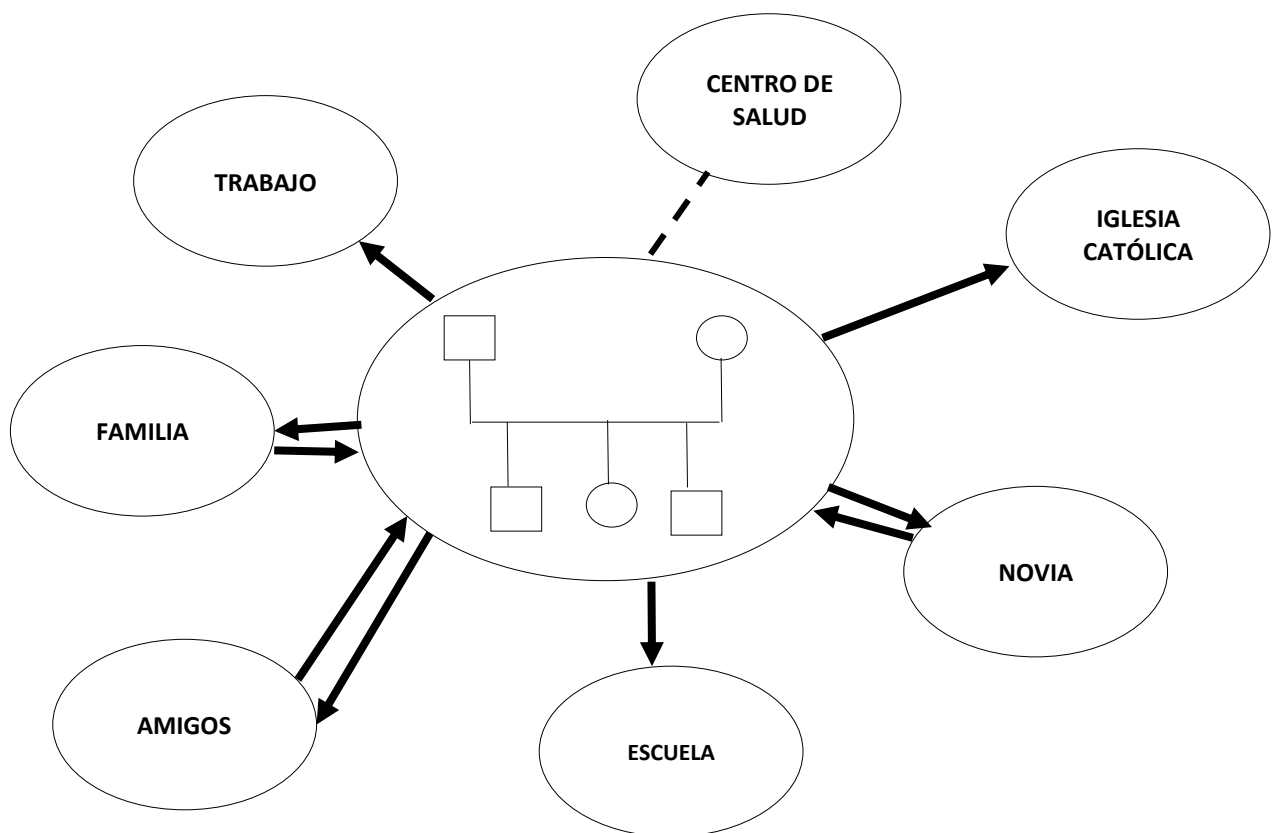 CENTRO DE
SALUD
TRABAJO
IGLESIA
CATÓLICA
FAMILIA
NOVIA
AMIGOS
ESCUELA